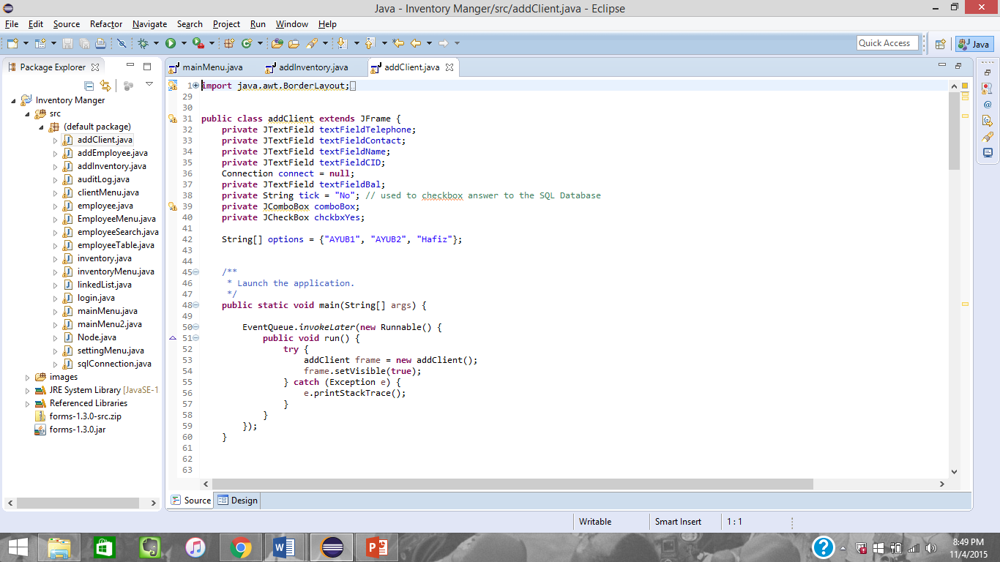 Java - Inventory Manger/src/addClient.java - Eclipse
File Edit Source Refactor Navigate Search Project Run Window Help
Quick Access
Java
Package Explorer
mainMenu.java
addInventory.java
addClient.java
Inventory Manger
src
(default package)
addClient.java
addEmployee.java
addInventory.java
auditLog.java
clientMenu.java
employee.java
EmployeeMenu.java
employeeSearch.java
employeeTable.java
inventory.java
inventoryMenu.java
linkedList.java
login.java
mainMenu.java
mainMenu2.java
Node.java
settingMenu.java
sqlConnection.java
images
JRE System Library [JavaSE-1
Referenced Libraries
forms-1.3.0-src.zip
forms-1.3.0.jar
1 import java.awt.BorderLayout;
29
30
31 public class addClient extends JFrame {
32 private JTextField textFieldTelephone;
33 private JTextField textFieldContact;
34 private JTextField textFieldName;
35 private JTextField textFieldCID;
36 Connection connect = null;
37 private JTextField textFieldBal;
38 private String tick = "No"; // used to checkbox answer to the SQL Database
39 private JComboBox comboBox;
40 private JCheckBox chckbxYes;
41
42 String[] options = {"AYUB1", "AYUB2", "Hafiz"};
43
44
45 /**
46 * Launch the application.
47 */
48 public static void main(String[] args) {
49
50 EventQueue.invokeLater(new Runnable() {
51 public void run() {
52 try {
53 addClient frame = new addClient();
54 frame.setVisible(true);
55 } catch (Exception e) {
56 e.printStackTrace();
57 }
58 }
59 });
60 }
61
62
63
Source Design
Writable Smart Insert 1 : 1
8:49 PM
11/4/2015